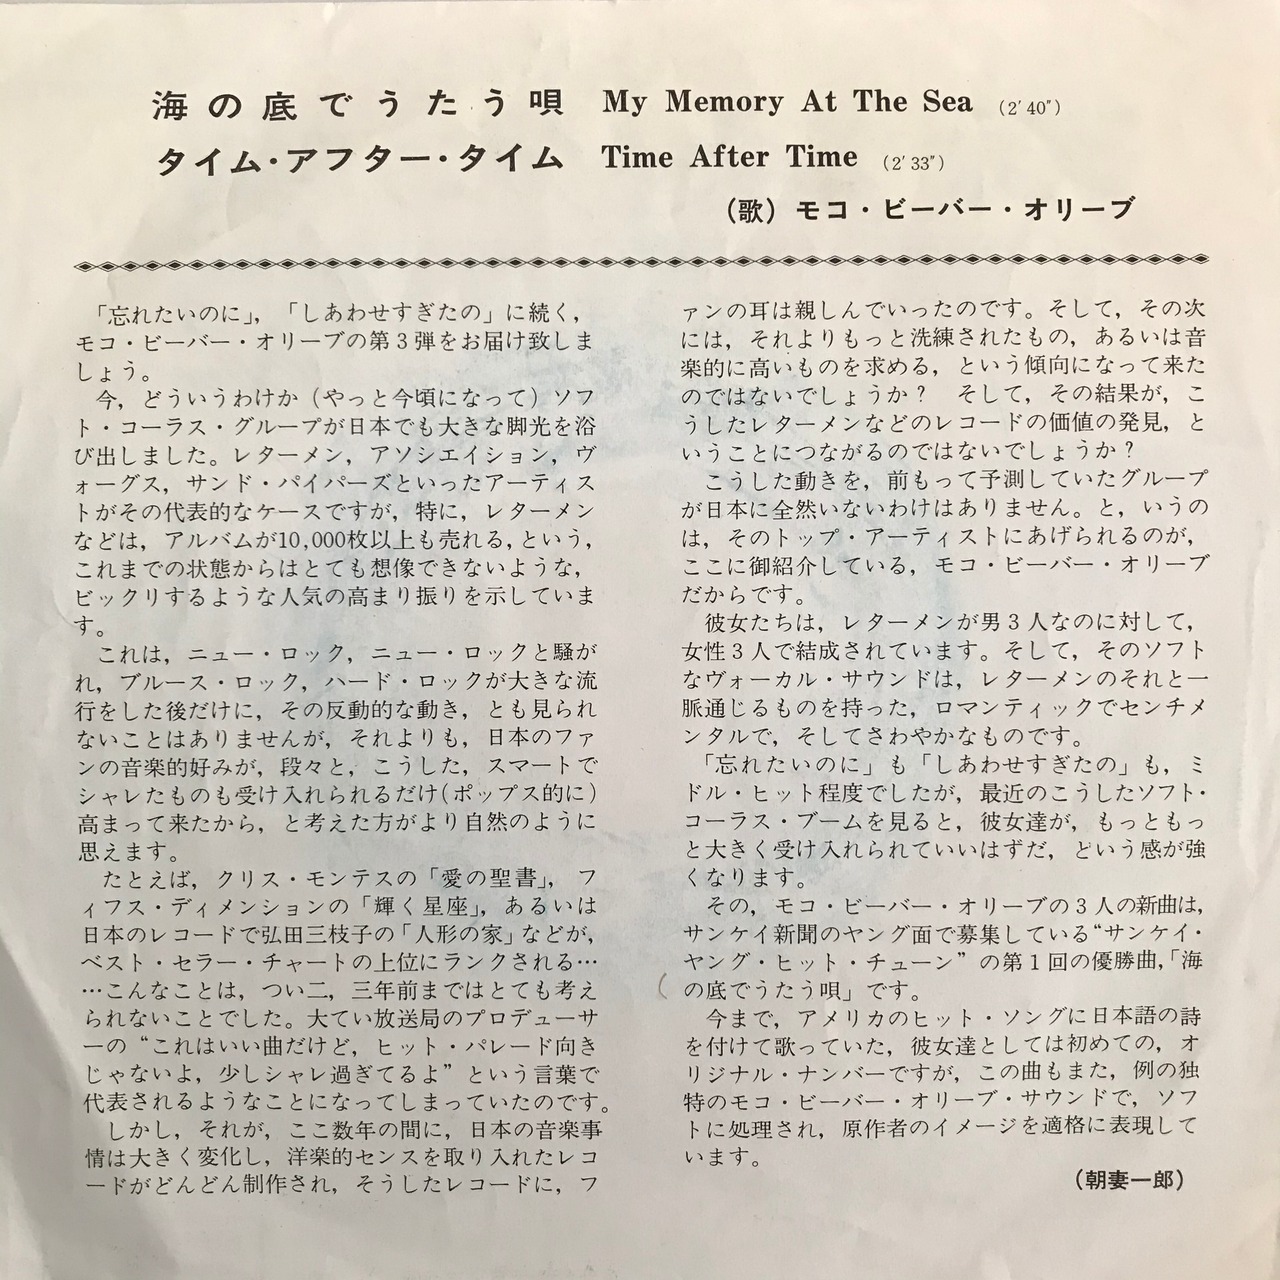 海の底でうたう唄 My Memory At The Sea (2′40″)
タイム・アフター・タイム Time After Time (2′33″)
(歌) モコ・ビーバー・オリーブ
「忘れたいのに」,「しあわせすぎたの」に続く,
モコ・ビーバー・オリーブの第3弾をお届け致しま
しょう。
今, どういうわけか (やっと今頃になって) ソフ
ト・コーラス・グループが日本でも大きな脚光を浴
び出しました。レターメン, アソシエイション, ヴ
ォーグス, サンド・パイパーズといったアーティス
トがその代表的なケースですが, 特に, レターメン
などは, アルバムが10,000枚以上も売れる, という,
これまでの状態からはとても想像できないような,
ビックリするような人気の高まり振りを示していま
す。
これは, ニュー・ロック, ニュー・ロックと騒が
れ, ブルース・ロック, ハード・ロックが大きな流
行をした後だけに, その反動的な動き, とも見られ
ないことはありませんが, それよりも, 日本のファ
ンの音楽的好みが, 段々と, こうした, スマートで
シャレたものも受け入れられるだけ(ポップス的に)
高まって来たから, と考えた方がより自然のように
思えます。
たとえば, クリス・モンテスの「愛の聖書」, フ
ィフス・ディメンションの「輝く星座」, あるいは
日本のレコードで弘田三枝子の「人形の家」などが,
ベスト・セラー・チャートの上位にランクされる…
…こんなことは, つい二, 三年前まではとても考え
られないことでした。大てい放送局のプロデューサ
ーの “これはいい曲だけど, ヒット・パレード向き
じゃないよ, 少しシャレ過ぎてるよ” という言葉で
代表されるようなことになってしまっていたのです。
しかし, それが, ここ数年の間に, 日本の音楽事
情は大きく変化し, 洋楽的センスを取り入れたレコ
ードがどんどん制作され, そうしたレコードに, フ
ァンの耳は親しんでいったのです。そして, その次
には, それよりもっと洗練されたもの, あるいは音
楽的に高いものを求める, という傾向になって来た
のではないでしょうか? そして, その結果が, こ
うしたレターメンなどのレコードの価値の発見, と
いうことにつながるのではないでしょうか?
こうした動きを, 前もって予測していたグループ
が日本に全然いないわけはありません。と, いうの
は, そのトップ・アーティストにあげられるのが,
ここに御紹介している, モコ・ビーバー・オリーブ
だからです。
彼女たちは, レターメンが男3人なのに対して,
女性3人で結成されています。そして, そのソフト
なヴォーカル・サウンドは, レターメンのそれと一
脈通じるものを持った, ロマンティックでセンチメ
ンタルで, そしてさわやかなものです。
「忘れたいのに」も「しあわせすぎたの」も, ミ
ドル・ヒット程度でしたが, 最近のこうしたソフト・
コーラス・ブームを見ると, 彼女達が, もっともっ
と大きく受け入れられていいはずだ, という感が強
くなります。
その, モコ・ビーバー・オリーブの3人の新曲は,
サンケイ新聞のヤング面で募集している“サンケイ・
ヤング・ヒット・チューン” の第1回の優勝曲,「海
の底でうたう唄」です。
今まで, アメリカのヒット・ソングに日本語の詩
を付けて歌っていた, 彼女達としては初めての, オ
リジナル・ナンバーですが, この曲もまた, 例の独
特のモコ・ビーバー・オリーブ・サウンドで, ソフ
トに処理され, 原作者のイメージを適格に表現して
います。
(朝妻一郎)